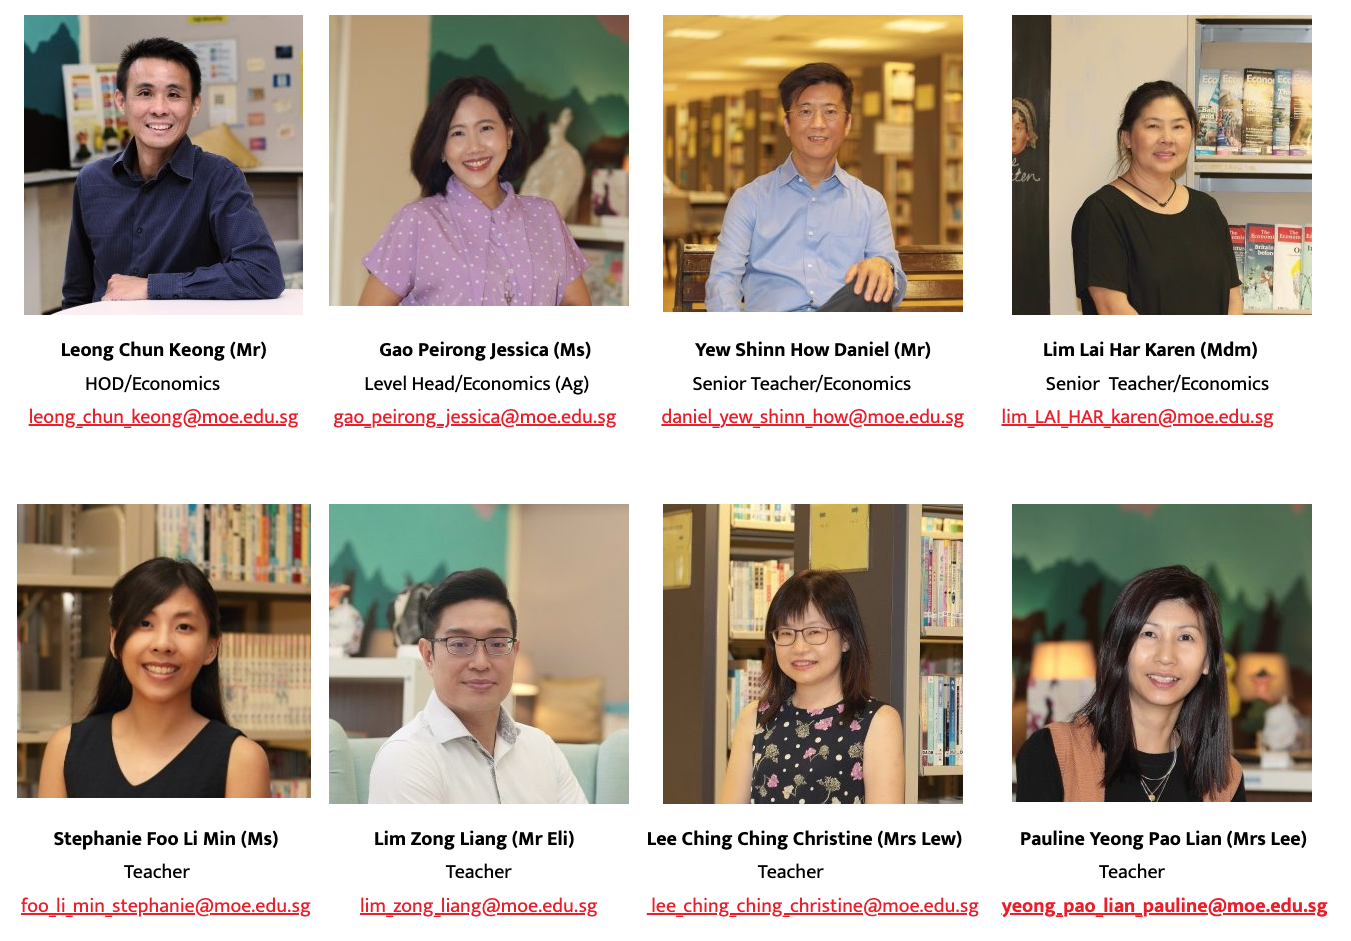 Leong Chun Keong (Mr)
HOD/Economics
leong_chun_keong@moe.edu.sg
Gao Peirong Jessica (Ms)
Level Head/Economics (Ag)
gao_peirong_jessica@moe.edu.sg
Yew Shinn How Daniel (Mr)
Senior Teacher/Economics
daniel_yew_shinn_how@moe.edu.sg
Lim Lai Har Karen (Mdm)
Senior  Teacher/Economics
lim_LAI_HAR_karen@moe.edu.sg
Stephanie Foo Li Min (Ms)
Teacher
foo_li_min_stephanie@moe.edu.sg
Lim Zong Liang (Mr Eli)
Teacher
lim_zong_liang@moe.edu.sg
Lee Ching Ching Christine (Mrs Lew)
Teacher
lee_ching_ching_christine@moe.edu.sg
Pauline Yeong Pao Lian (Mrs Lee)
Teacher
yeong_pao_lian_pauline@moe.edu.sg